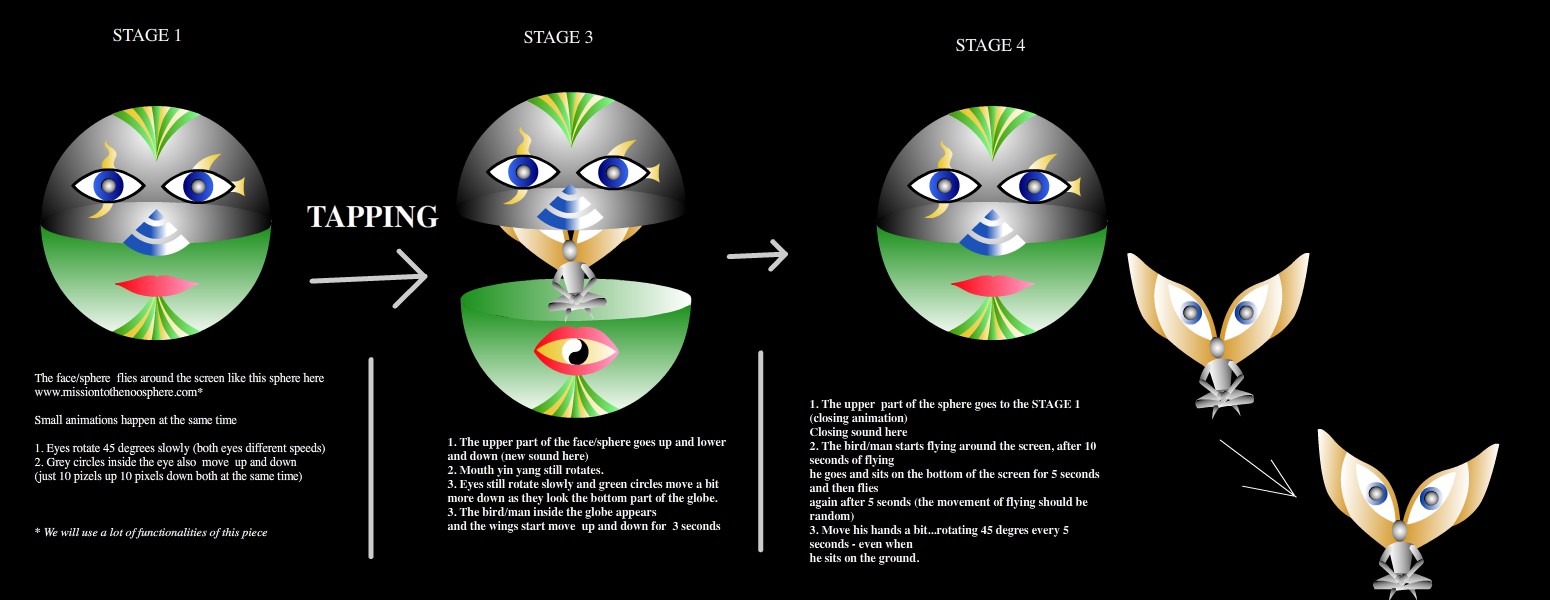 STAGE 1
The face/sphere flies around the screen like this sphere here
www.missiontothenoosphere.com*
Small animations happen at the same time
1. Eyes rotate 45 degrees slowly (both eyes different speeds)
2. Grey circles inside the eye also move up and down
(just 10 pizels up 10 pixels down both at the same time)
* We will use a lot of functionalities of this piece
TAPPING
STAGE 3
1. The upper part of the face/sphere goes up and lower
and down (new sound here)
2. Mouth yin yang still rotates.
3. Eyes still rotate slowly and green circles move a bit
more down as they look the bottom part of the globe.
3. The bird/man inside the globe appears
and the wings start move up and down for 3 seconds
STAGE 4
1. The upper part of the sphere goes to the STAGE 1
(closing animation)
Closing sound here
2. The bird/man starts flying around the screen, after 10
seconds of flying
he goes and sits on the bottom of the screen for 5 seconds
and then flies
again after 5 seonds (the movement of flying should be
random)
3. Move his hands a bit...rotating 45 degres every 5
seconds - even when
he sits on the ground.